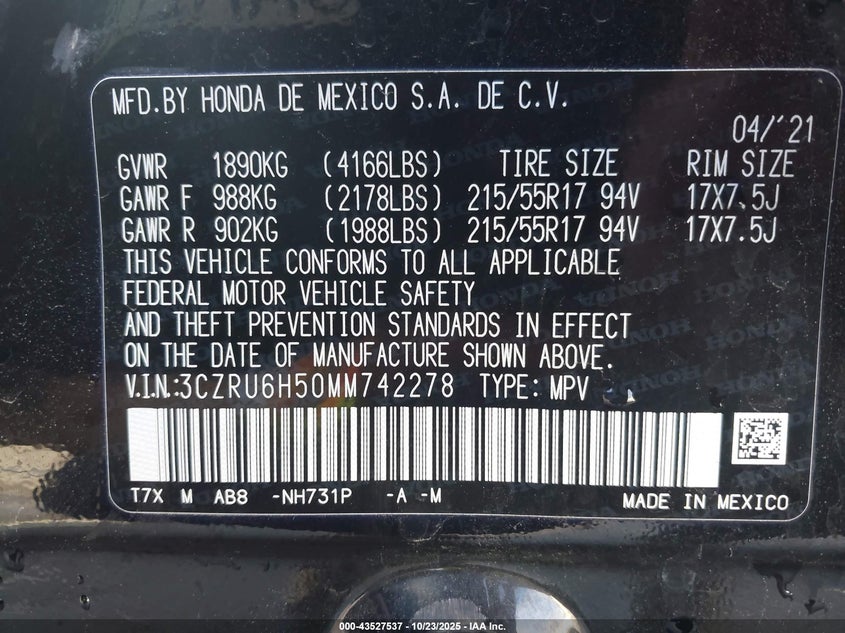 MFD.BY HONDA DE MEXICO S.A. DE C.V.
04/'21
GVWR 1890KG (4166LBS) TIRE SIZE RIM SIZE
GAWR F 988KG (2178LBS) 215/55R17 94V 17X7.5J
GAWR R 902KG (1988LBS) 215/55R17 94V 17X7.5J
THIS VEHICLE CONFORMS TO ALL APPLICABLE
FEDERAL MOTOR VEHICLE SAFETY
AND THEFT PREVENTION STANDARDS IN EFFECT
ON THE DATE OF MANUFACTURE SHOWN ABOVE.
V.I.N.:3CZRU6H50MM742278 TYPE: MPV
T7X M AB8 -NH731P -A -M
MADE IN MEXICO
000-43527537 - 10/23/2025 - IAA Inc.